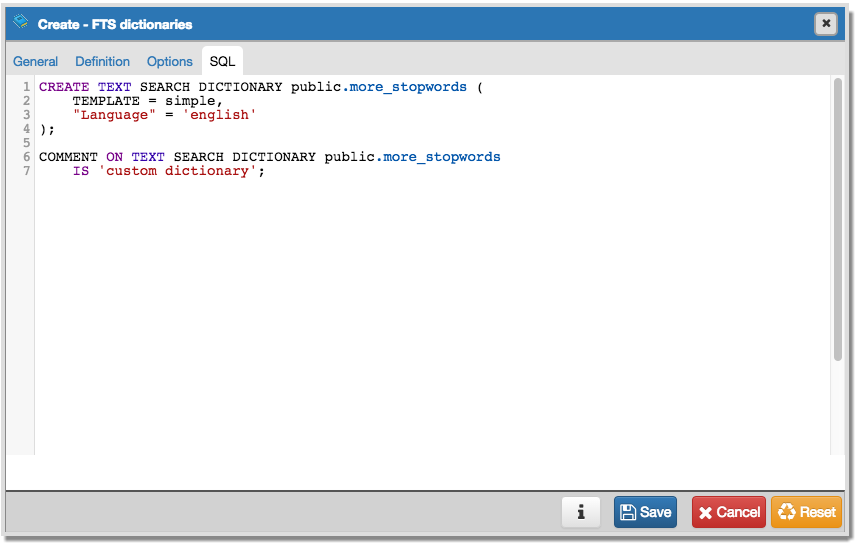 Create - FTS dictionaries
General Definition Options SQL
1 CREATE TEXT SEARCH DICTIONARY public.more_stopwords (
2     TEMPLATE = simple,
3     "Language" = 'english'
4 );
5
6 COMMENT ON TEXT SEARCH DICTIONARY public.more_stopwords
7     IS 'custom dictionary';
i Save Cancel Reset